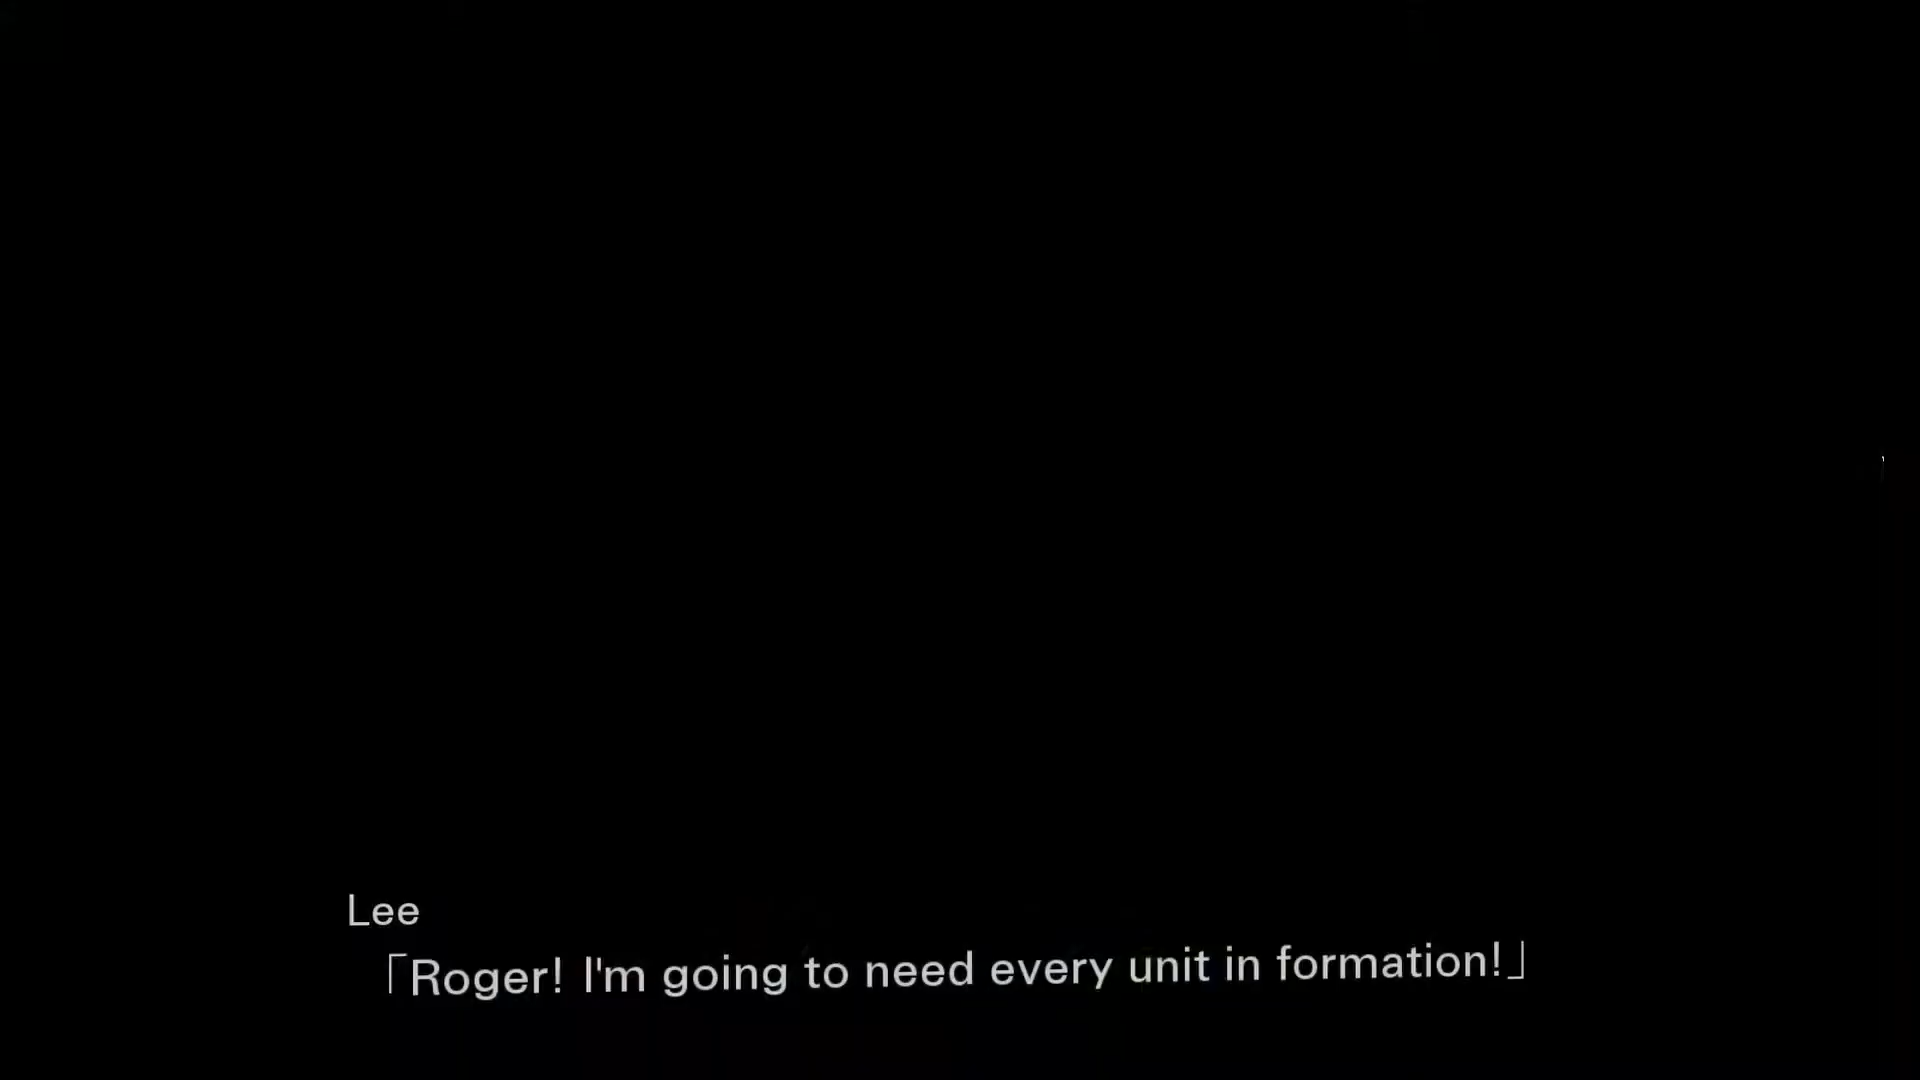 Lee
「Roger! I'm going to need every unit in formation!」